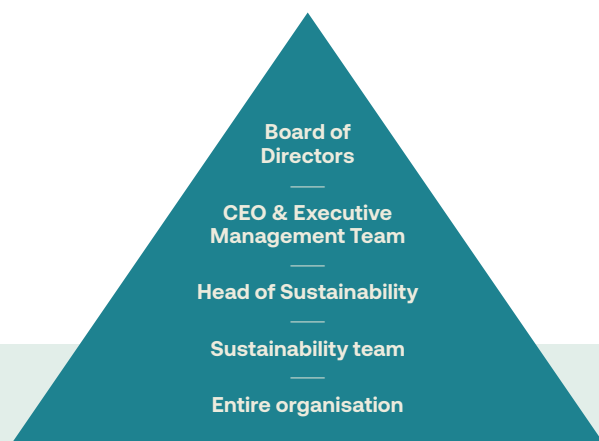 Board of
Directors
CEO & Executive
Management Team
Head of Sustainability
Sustainability team
Entire organisation